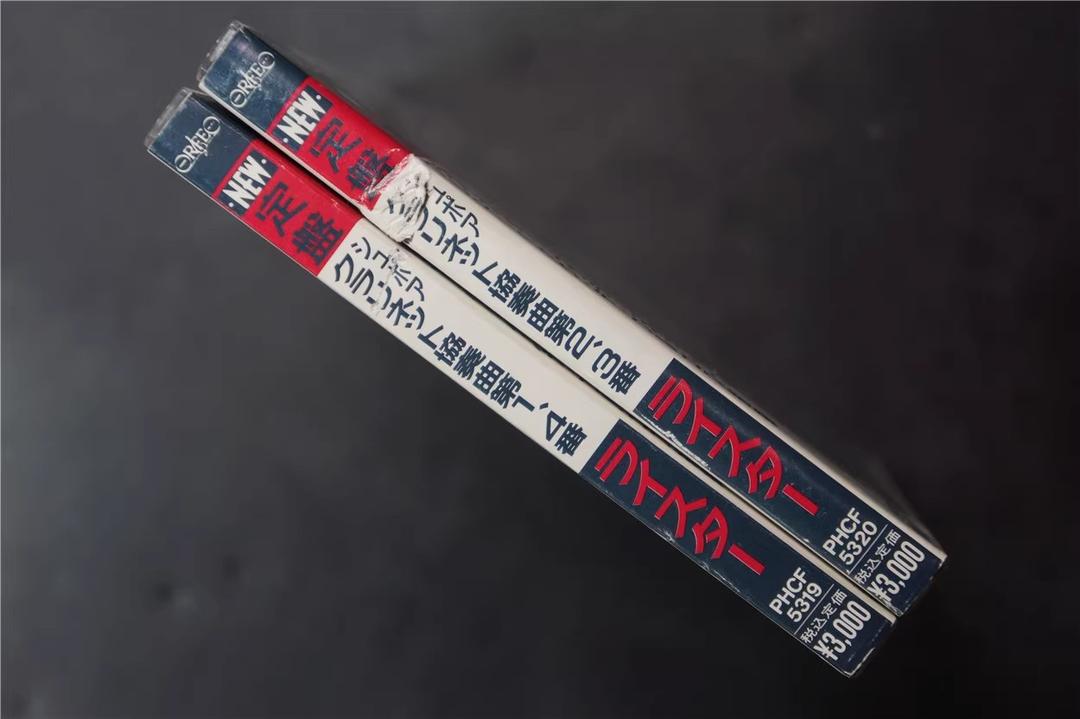 ORFEO
・NEW・
定盤
ュポア
クラリネット協奏曲第2、3番
ライスター
PHCF
5320
税込定価
¥3,000
ORFEO
・NEW・
定盤
シュポア
クラリネット協奏曲第1、4番
ライスター
PHCF
5319
税込定価
¥3,000